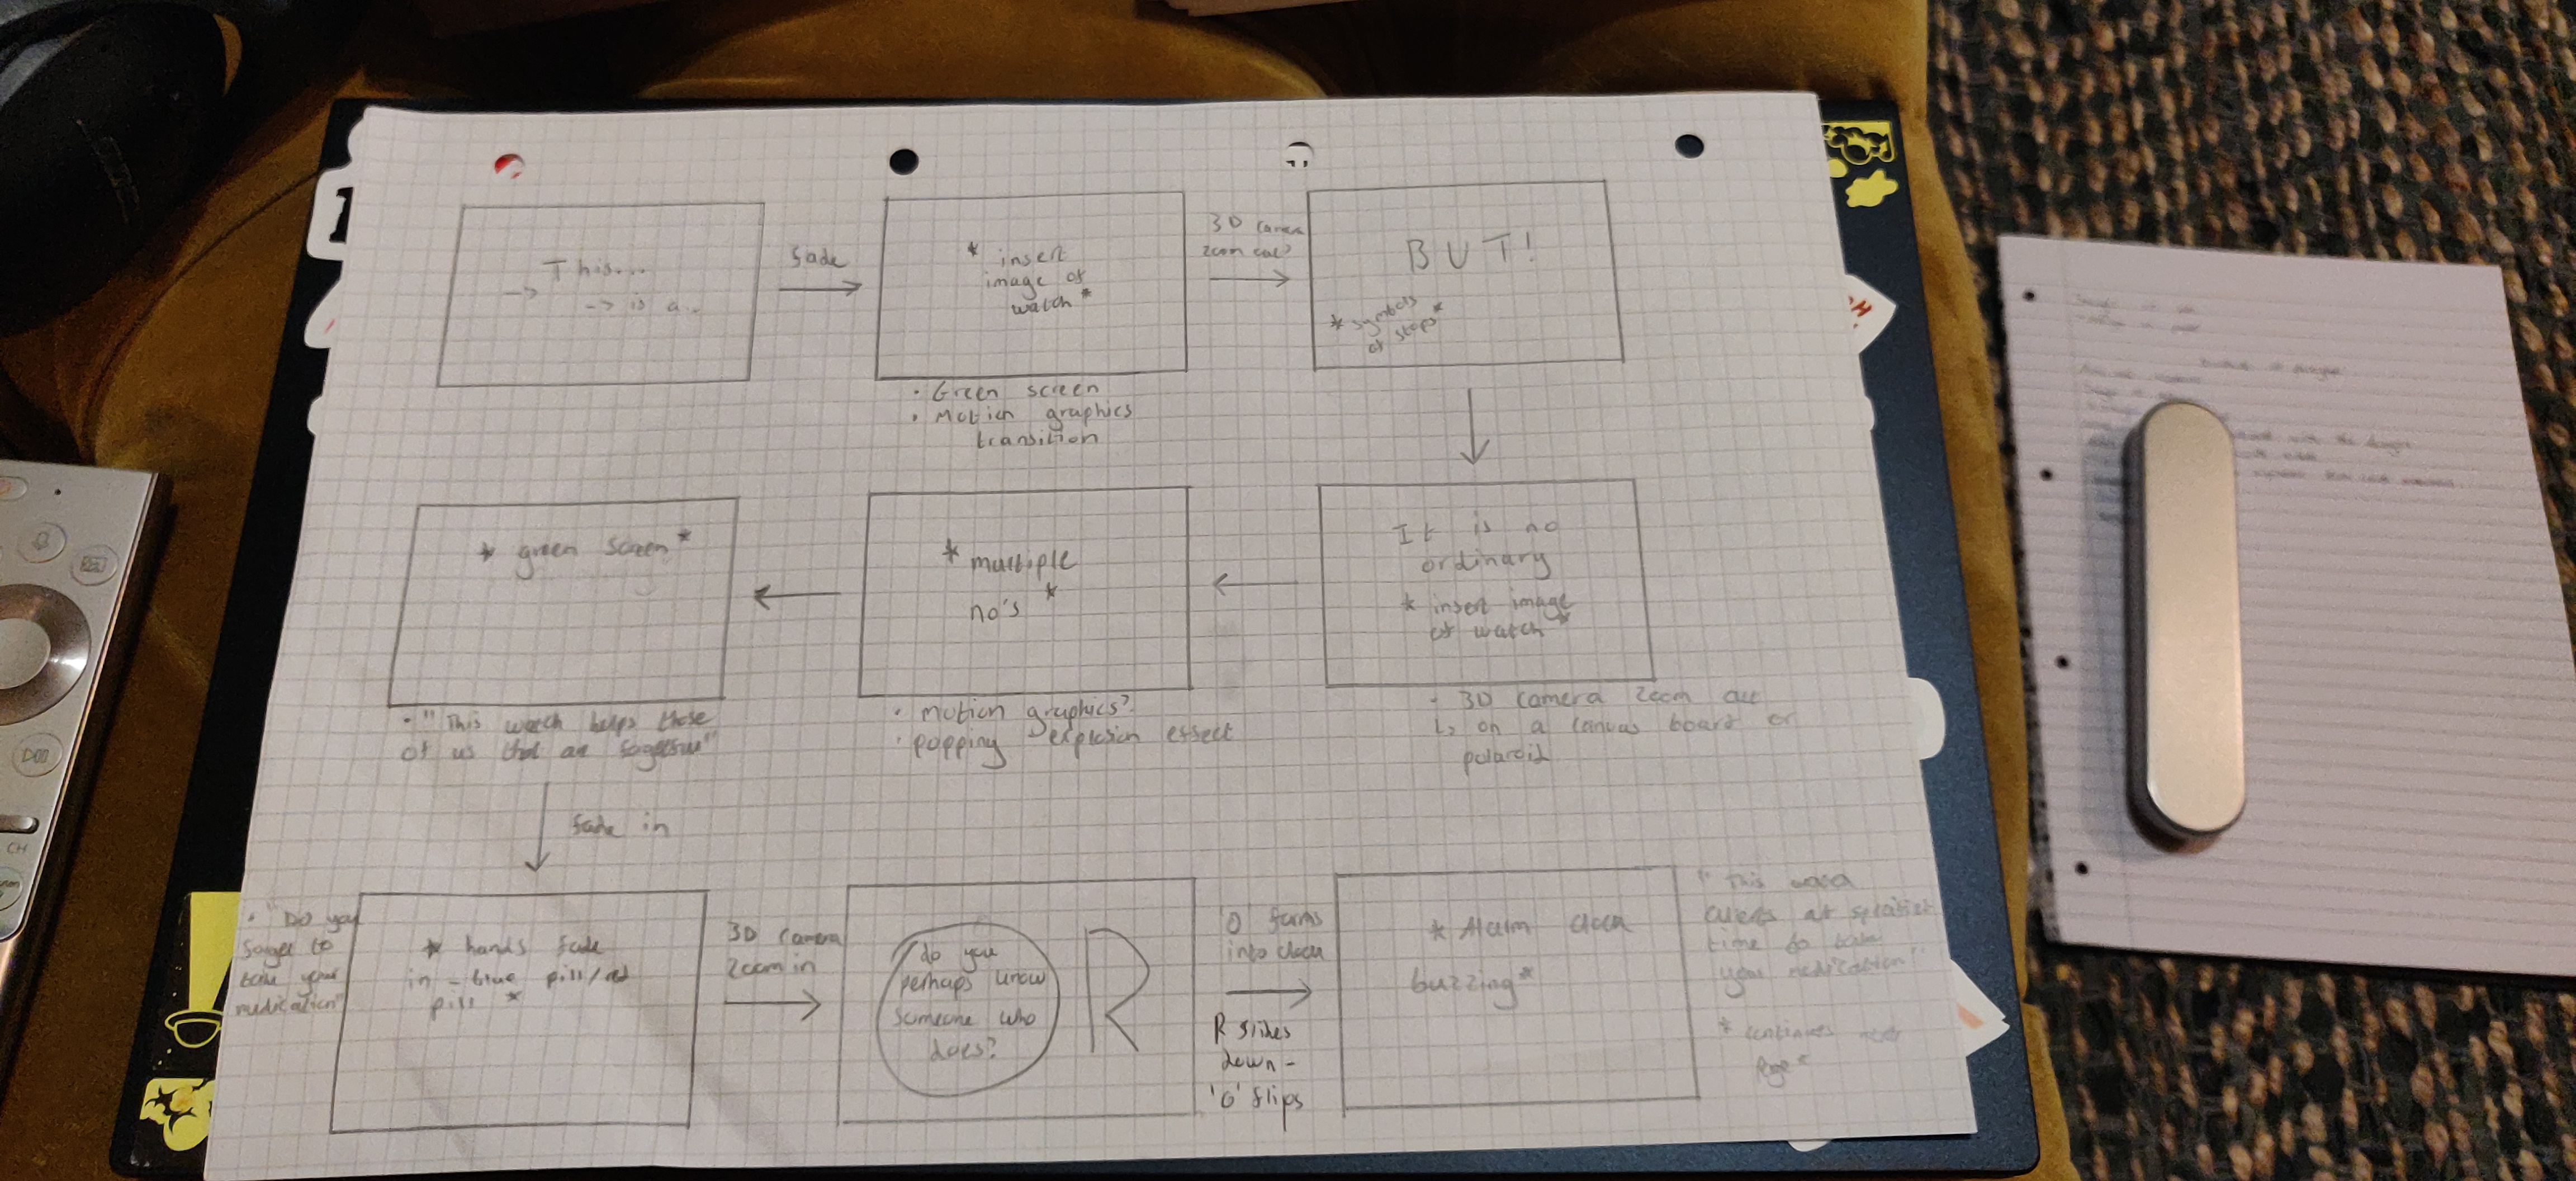 This...
-> -> is a..
fade
* insert
image of
watch *
• Green screen
• Motion graphics
transition
3D camera
zoom out?
BUT!
* symbols
of stops *
It is no
ordinary
* insert image
of watch *
- 3D camera zoom out
↳ on a canvas board or
polaroid
* multiple
no's *
• Motion graphics?
• popping explosion effect
* green screen *
• "This watch helps those
of us that are forgetful"
fade in
• "Do you
forget to
take your
medication"
* hands fade
in - blue pill/red
pill *
3D camera
zoom in
do you
perhaps know
someone who
does?
R
'O' forms
into clock
R slides
down -
'O' flips
* Alarm clock
buzzing *
" This watch
alerts at specified
time to take
your medication"
* continues next
page *
CH